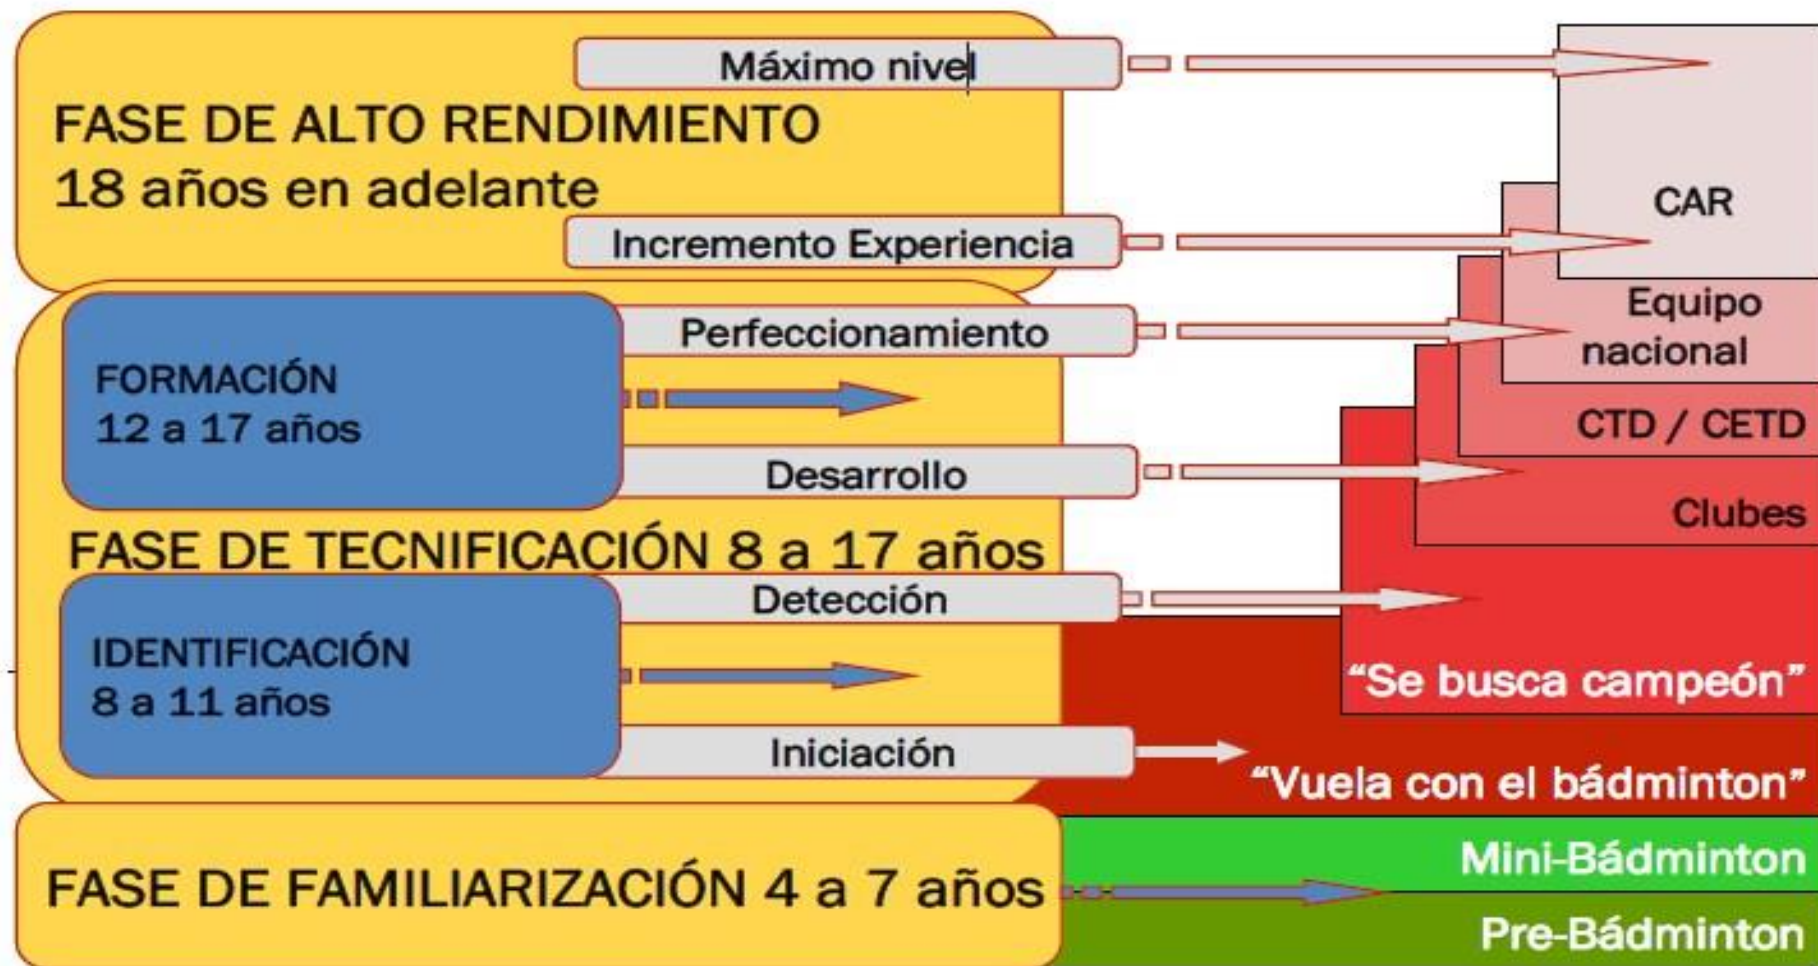 Máximo nivel
FASE DE ALTO RENDIMIENTO
18 años en adelante
CAR
Incremento Experiencia
Equipo
nacional
Perfeccionamiento
FORMACIÓN
12 a 17 años
CTD / CETD
Desarrollo
Clubes
FASE DE TECNIFICACIÓN 8 a 17 años
Detección
IDENTIFICACIÓN
8 a 11 años
“Se busca campeón”
Iniciación
“Vuela con el bádminton”
Mini-Bádminton
FASE DE FAMILIARIZACIÓN 4 a 7 años
Pre-Bádminton